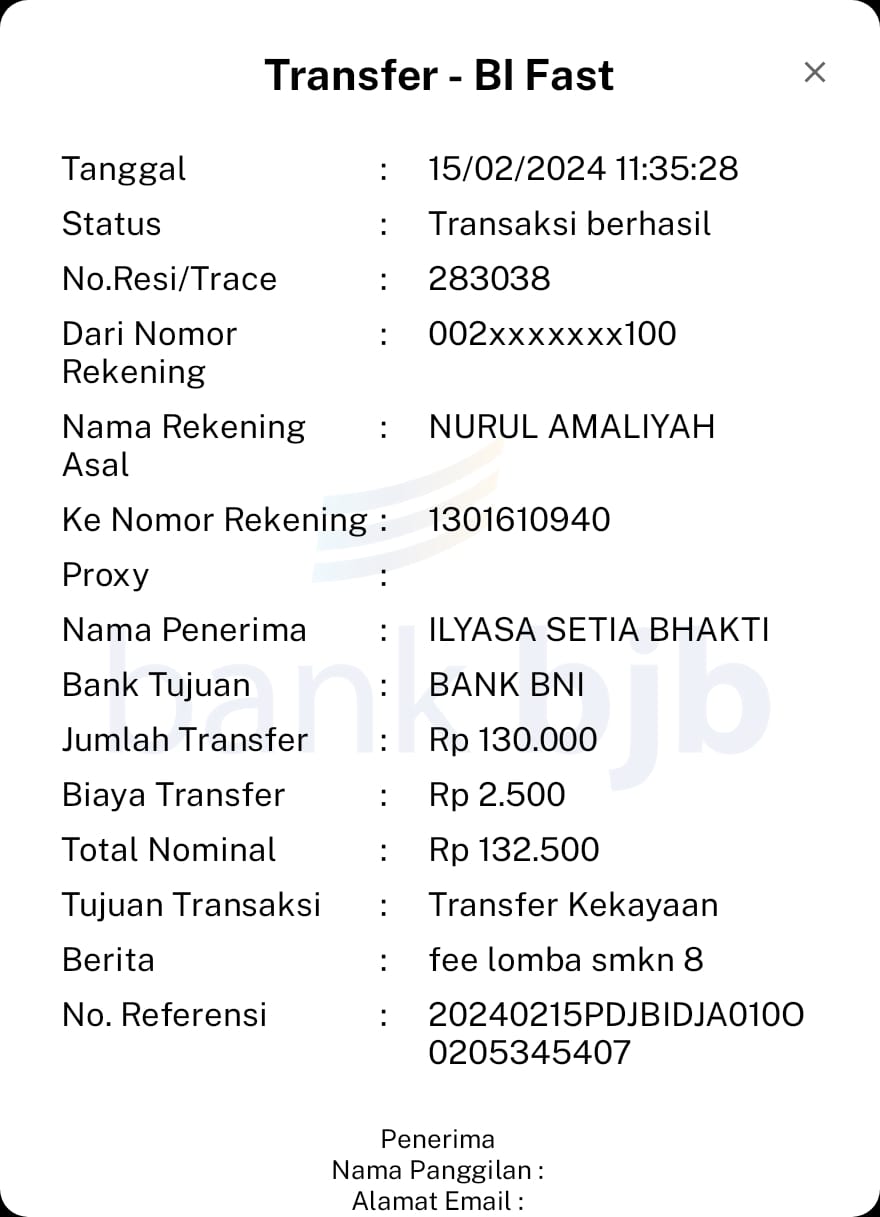 Transfer - BI Fast
Tanggal : 15/02/2024 11:35:28
Status : Transaksi berhasil
No.Resi/Trace : 283038
Dari Nomor Rekening : 002xxxxxxx100
Nama Rekening Asal : NURUL AMALIYAH
Ke Nomor Rekening : 1301610940
Proxy :
Nama Penerima : ILYASA SETIA BHAKTI
bank bjb
Bank Tujuan : BANK BNI
Jumlah Transfer : Rp 130.000
Biaya Transfer : Rp 2.500
Total Nominal : Rp 132.500
Tujuan Transaksi : Transfer Kekayaan
Berita : fee lomba smkn 8
No. Referensi : 20240215PDJBIDJA010O
0205345407
Penerima
Nama Panggilan :
Alamat Email :